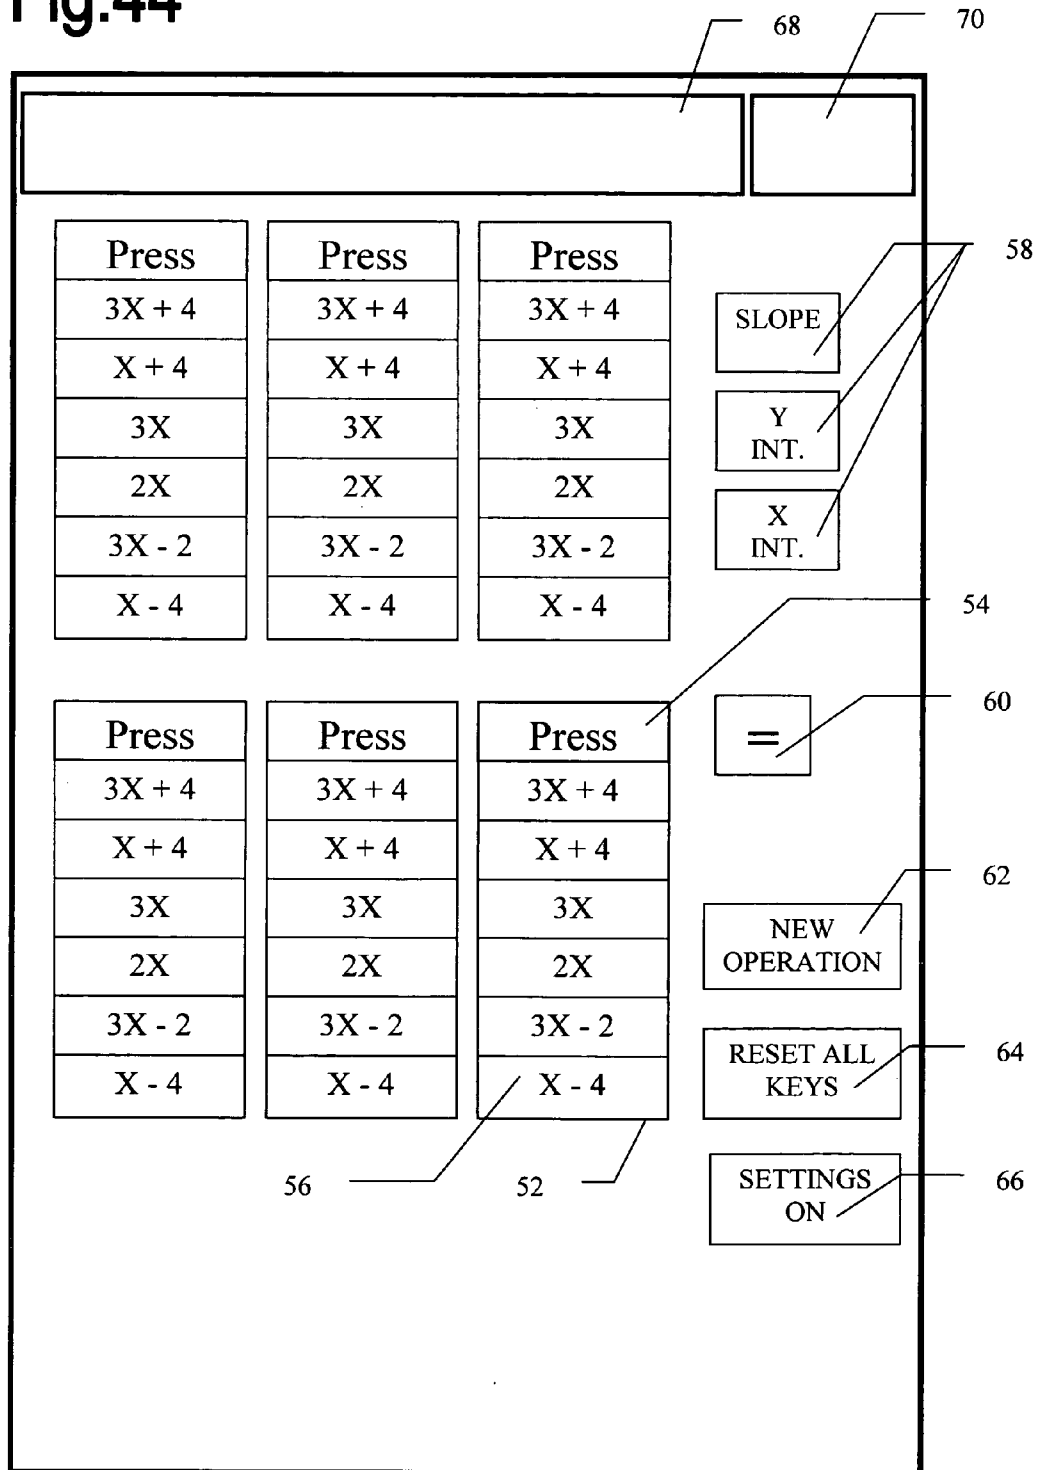 Fig.44
68
70
Press Press Press
58
3X + 4 3X + 4 3X + 4
SLOPE
X + 4 X + 4 X + 4
3X 3X 3X
Y
INT.
2X 2X 2X
X
INT.
3X - 2 3X - 2 3X - 2
X - 4 X - 4 X - 4
54
60
Press Press Press
=
3X + 4 3X + 4 3X + 4
X + 4 X + 4 X + 4
62
3X 3X 3X
NEW
OPERATION
2X 2X 2X
3X - 2 3X - 2 3X - 2
RESET ALL
KEYS
64
X - 4 X - 4 X - 4
56
52
SETTINGS
ON
66